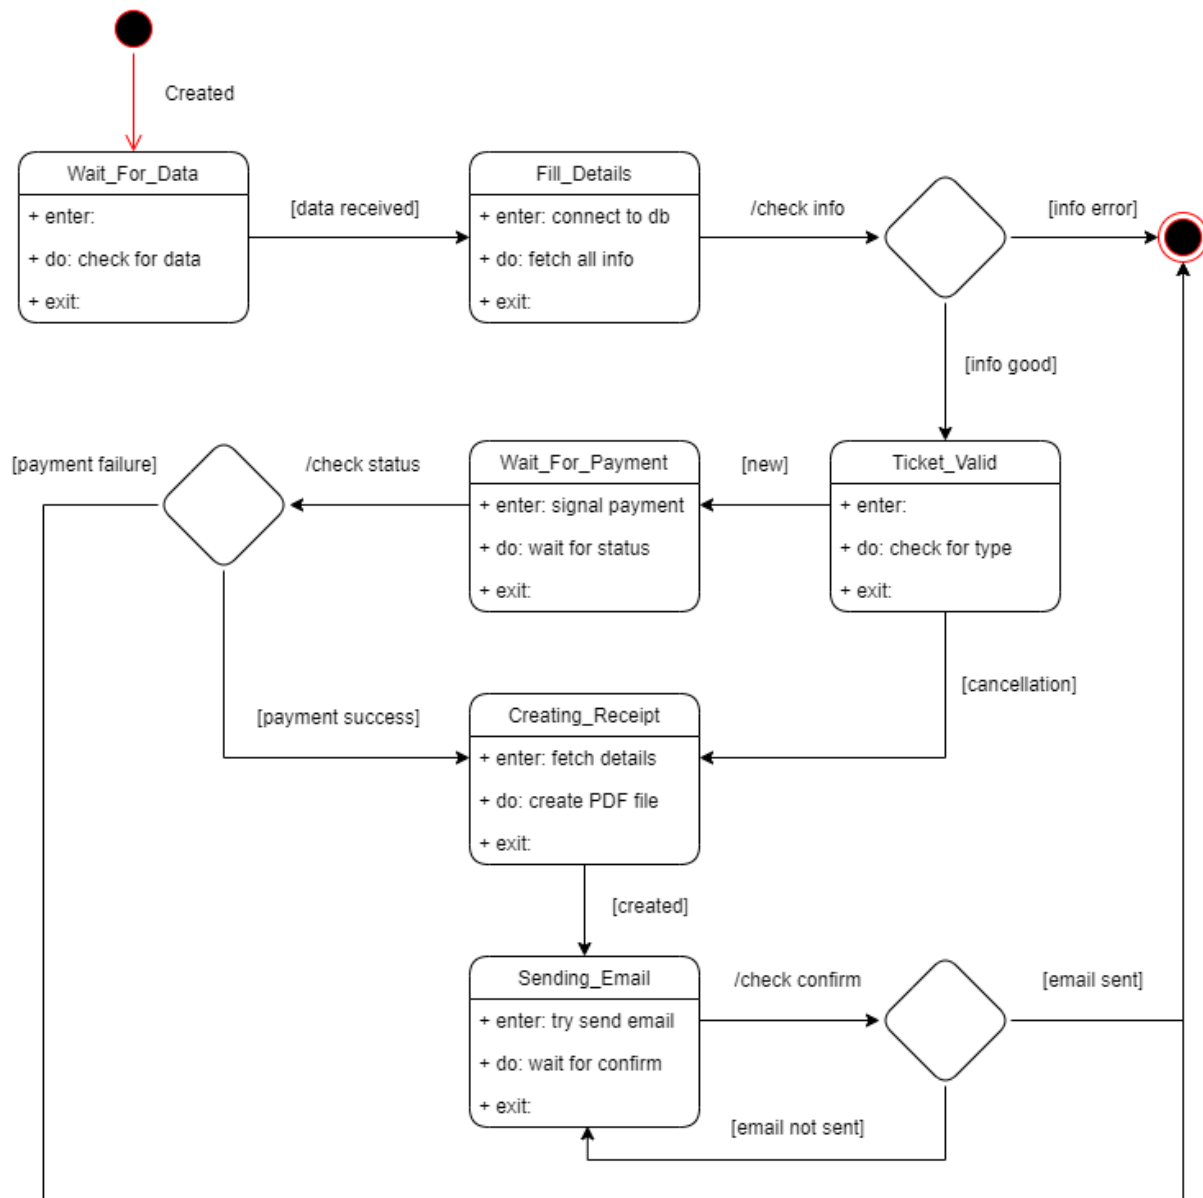 Created
Wait_For_Data
+ enter:
+ do: check for data
+ exit:
[data received]
Fill_Details
+ enter: connect to db
+ do: fetch all info
+ exit:
/check info
[info error]
[info good]
[payment failure]
/check status
Wait_For_Payment
+ enter: signal payment
+ do: wait for status
+ exit:
[new]
Ticket_Valid
+ enter:
+ do: check for type
+ exit:
[cancellation]
[payment success]
Creating_Receipt
+ enter: fetch details
+ do: create PDF file
+ exit:
[created]
Sending_Email
+ enter: try send email
+ do: wait for confirm
+ exit:
/check confirm
[email sent]
[email not sent]